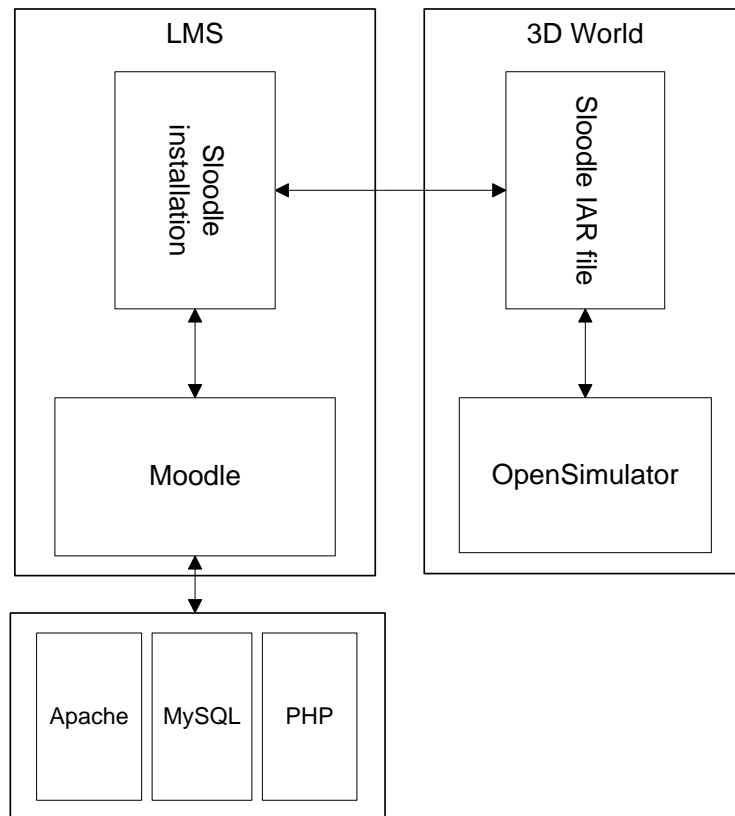 LMS
3D World
Sloodle
installation
Sloodle IAR file
Moodle
OpenSimulator
Apache
MySQL
PHP